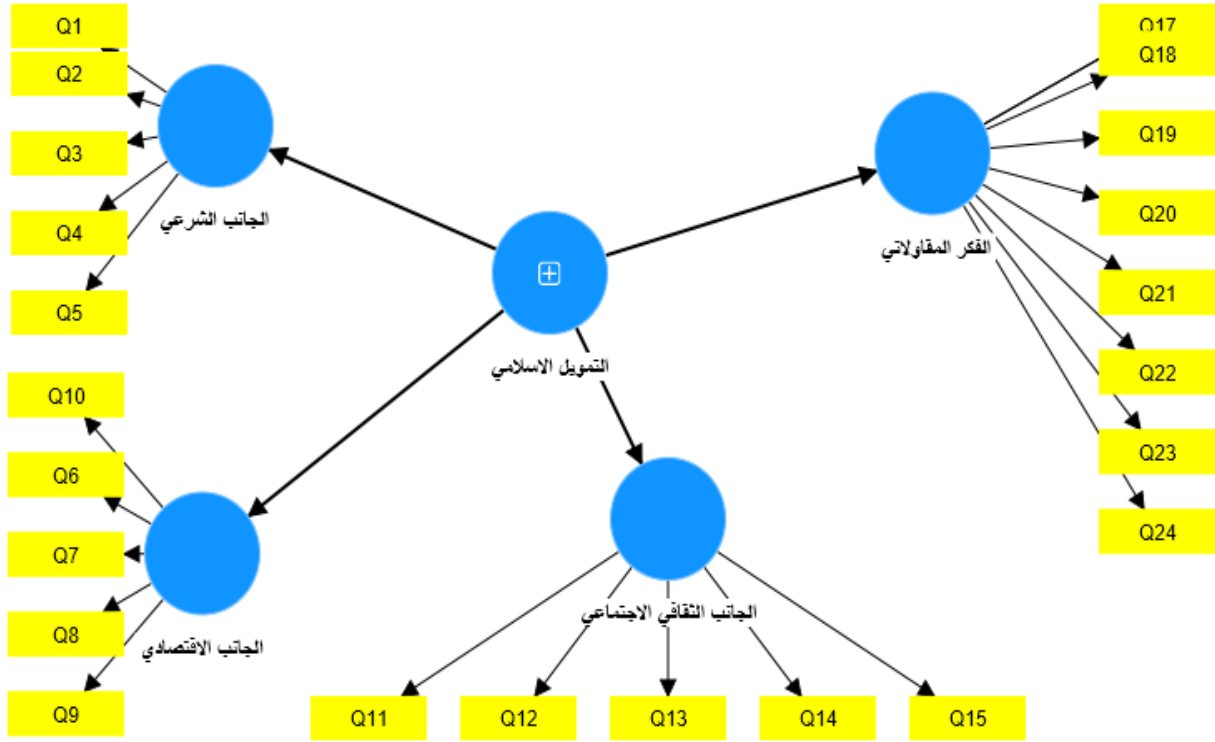 Q1
Q2
Q3
Q4
Q5
الجانب الشرعي
Q17
Q18
Q19
Q20
Q21
Q22
Q23
Q24
الفكر المقاولاتي
التمويل الاسلامي
Q10
Q6
Q7
Q8
Q9
الجانب الاقتصادي
الجانب الثقافي الاجتماعي
Q11
Q12
Q13
Q14
Q15